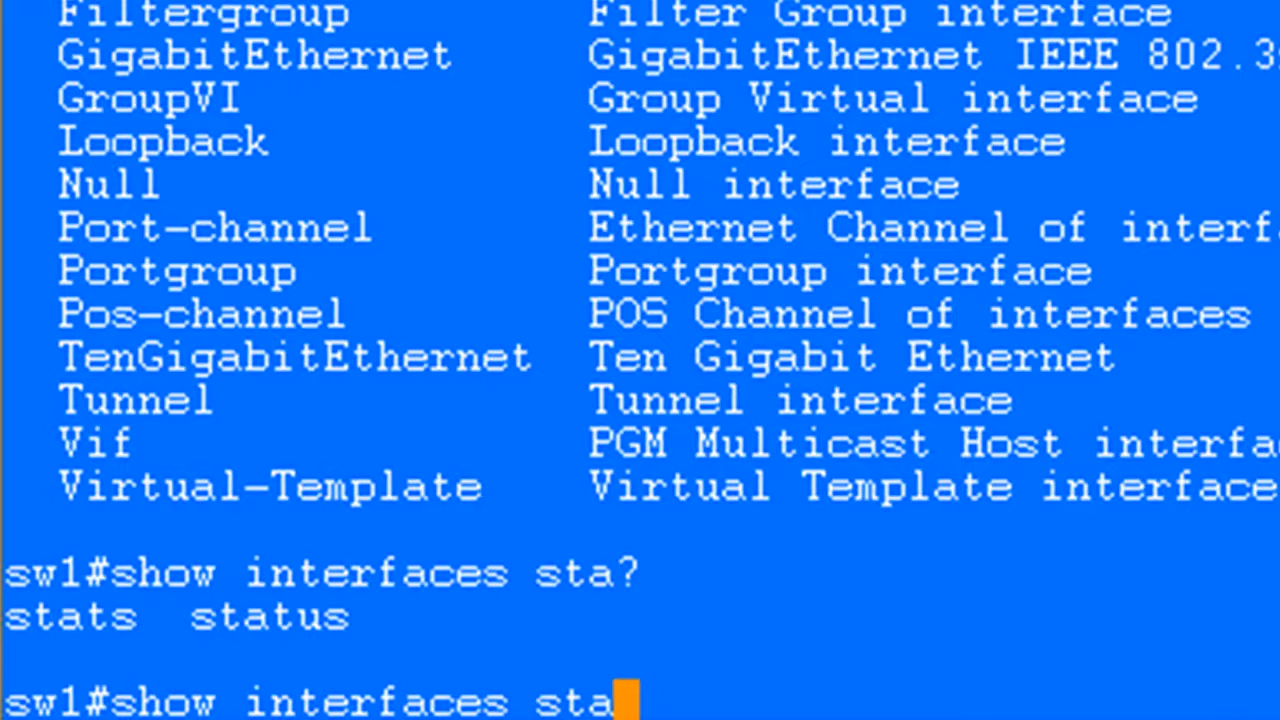 Filtergroup Filter Group interface
GigabitEthernet GigabitEthernet IEEE 802.3
GroupVI Group Virtual interface
Loopback Loopback interface
Null Null interface
Port-channel Ethernet Channel of interf
Portgroup Portgroup interface
Pos-channel POS Channel of interfaces
TenGigabitEthernet Ten Gigabit Ethernet
Tunnel Tunnel interface
Vif PGM Multicast Host interfa
Virtual-Template Virtual Template interface
sw1#show interfaces sta?
stats status
sw1#show interfaces sta